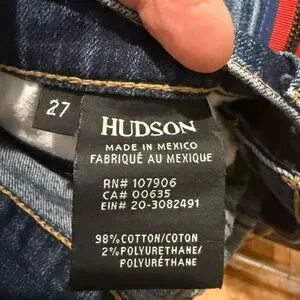 27
HUDSON
MADE IN MEXICO
FABRIQUÉ AU MEXIQUE
RN# 107906
CA# 00635
EIN# 20-3082491
98% COTTON/COTON
2% POLYURETHANE/
POLYURÉTHANE